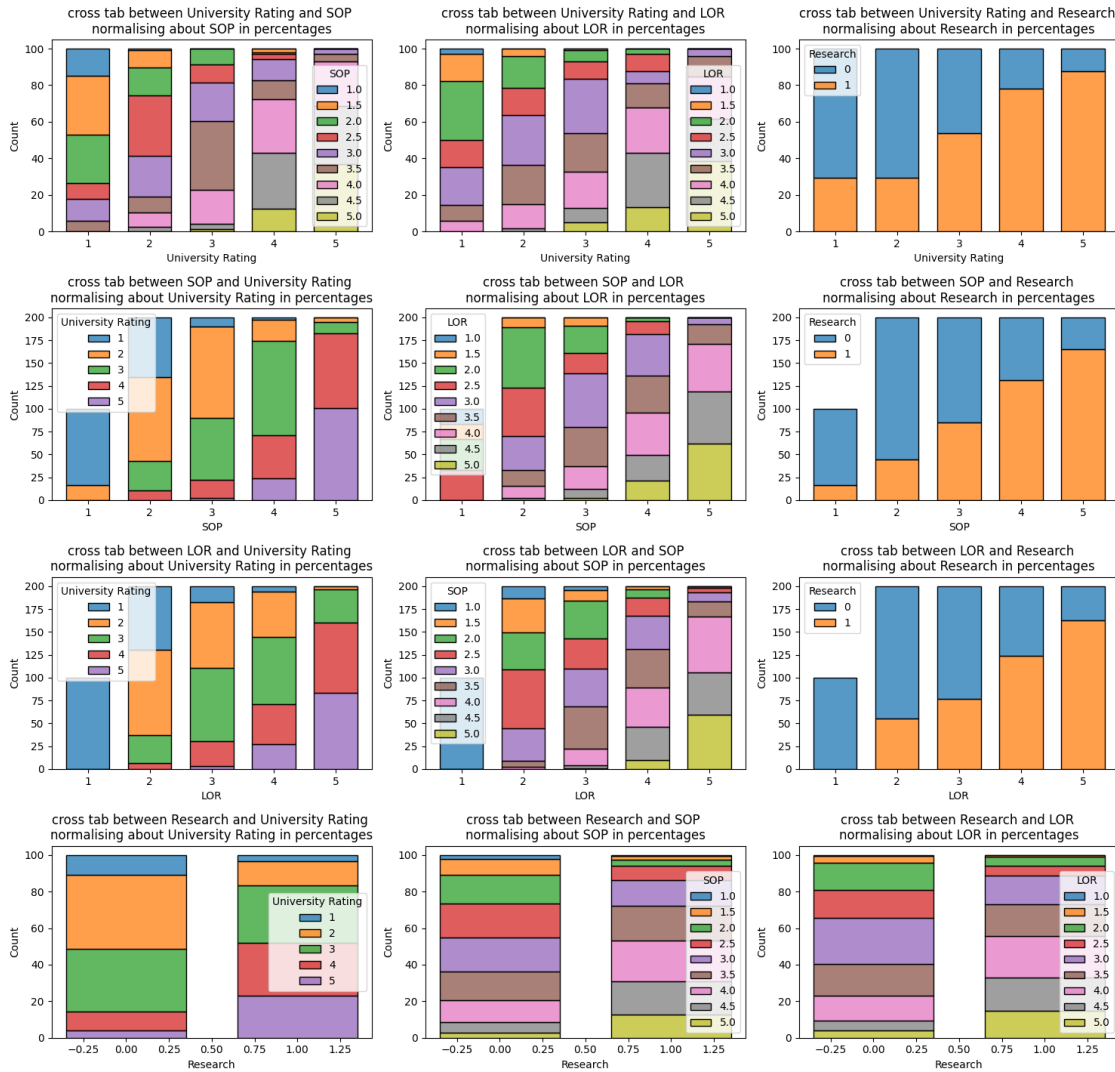 cross tab between University Rating and SOP
normalising about SOP in percentages
100
80
60
40
20
0
Count
SOP
1.0
1.5
2.0
2.5
3.0
3.5
4.0
4.5
5.0
1 2 3 4 5
University Rating
cross tab between University Rating and LOR
normalising about LOR in percentages
100
80
60
40
20
0
Count
LOR
1.0
1.5
2.0
2.5
3.0
3.5
4.0
4.5
5.0
1 2 3 4 5
University Rating
cross tab between University Rating and Research
normalising about Research in percentages
100
80
60
40
20
0
Count
Research
0
1
1 2 3 4 5
University Rating
cross tab between SOP and University Rating
normalising about University Rating in percentages
200
175
150
125
100
75
50
25
0
Count
University Rating
1
2
3
4
5
1 2 3 4 5
SOP
cross tab between SOP and LOR
normalising about LOR in percentages
200
175
150
125
100
75
50
25
0
Count
LOR
1.0
1.5
2.0
2.5
3.0
3.5
4.0
4.5
5.0
1 2 3 4 5
SOP
cross tab between SOP and Research
normalising about Research in percentages
200
175
150
125
100
75
50
25
0
Count
Research
0
1
1 2 3 4 5
SOP
cross tab between LOR and University Rating
normalising about University Rating in percentages
200
175
150
125
100
75
50
25
0
Count
University Rating
1
2
3
4
5
1 2 3 4 5
LOR
cross tab between LOR and SOP
normalising about SOP in percentages
200
175
150
125
100
75
50
25
0
Count
SOP
1.0
1.5
2.0
2.5
3.0
3.5
4.0
4.5
5.0
1 2 3 4 5
LOR
cross tab between LOR and Research
normalising about Research in percentages
200
175
150
125
100
75
50
25
0
Count
Research
0
1
1 2 3 4 5
LOR
cross tab between Research and University Rating
normalising about University Rating in percentages
100
80
60
40
20
0
Count
University Rating
1
2
3
4
5
−0.25 0.00 0.25 0.50 0.75 1.00 1.25
Research
cross tab between Research and SOP
normalising about SOP in percentages
100
80
60
40
20
0
Count
SOP
1.0
1.5
2.0
2.5
3.0
3.5
4.0
4.5
5.0
−0.25 0.00 0.25 0.50 0.75 1.00 1.25
Research
cross tab between Research and LOR
normalising about LOR in percentages
100
80
60
40
20
0
Count
LOR
1.0
1.5
2.0
2.5
3.0
3.5
4.0
4.5
5.0
−0.25 0.00 0.25 0.50 0.75 1.00 1.25
Research